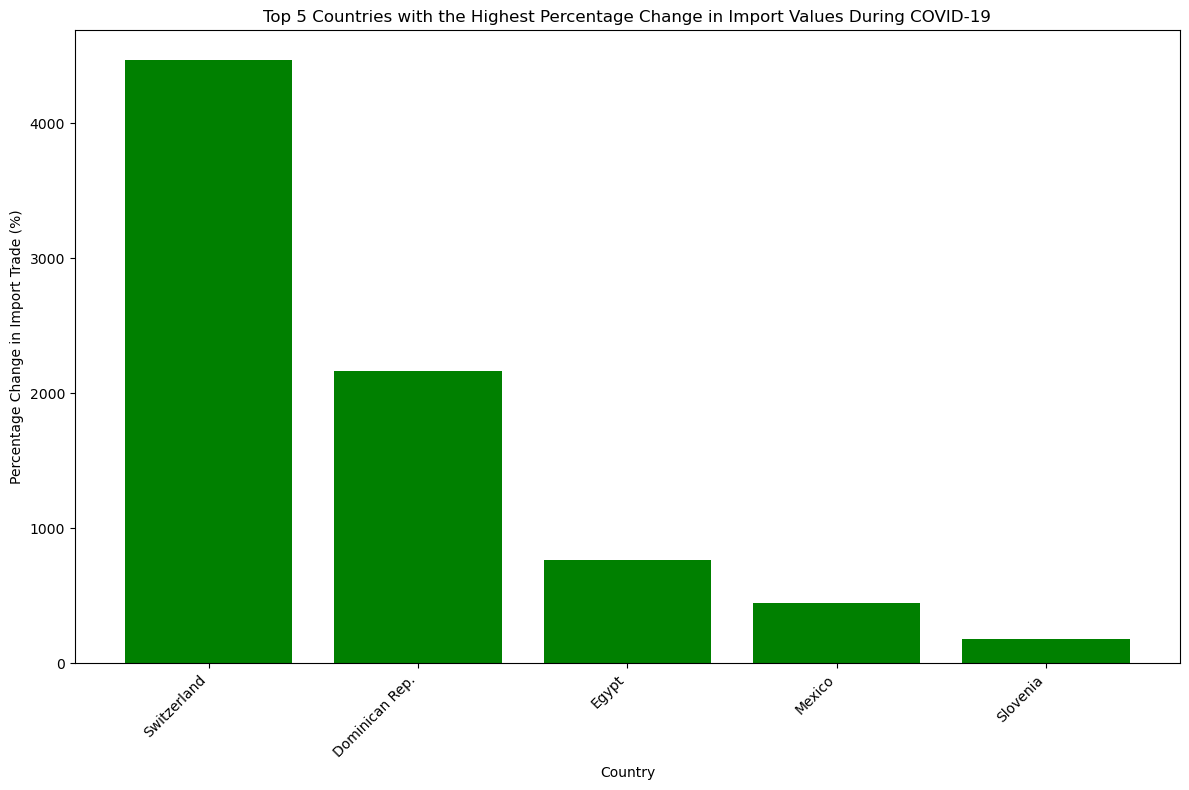 Top 5 Countries with the Highest Percentage Change in Import Values During COVID-19
Percentage Change in Import Trade (%)
4000
3000
2000
1000
0
Switzerland
Dominican Rep.
Egypt
Mexico
Slovenia
Country